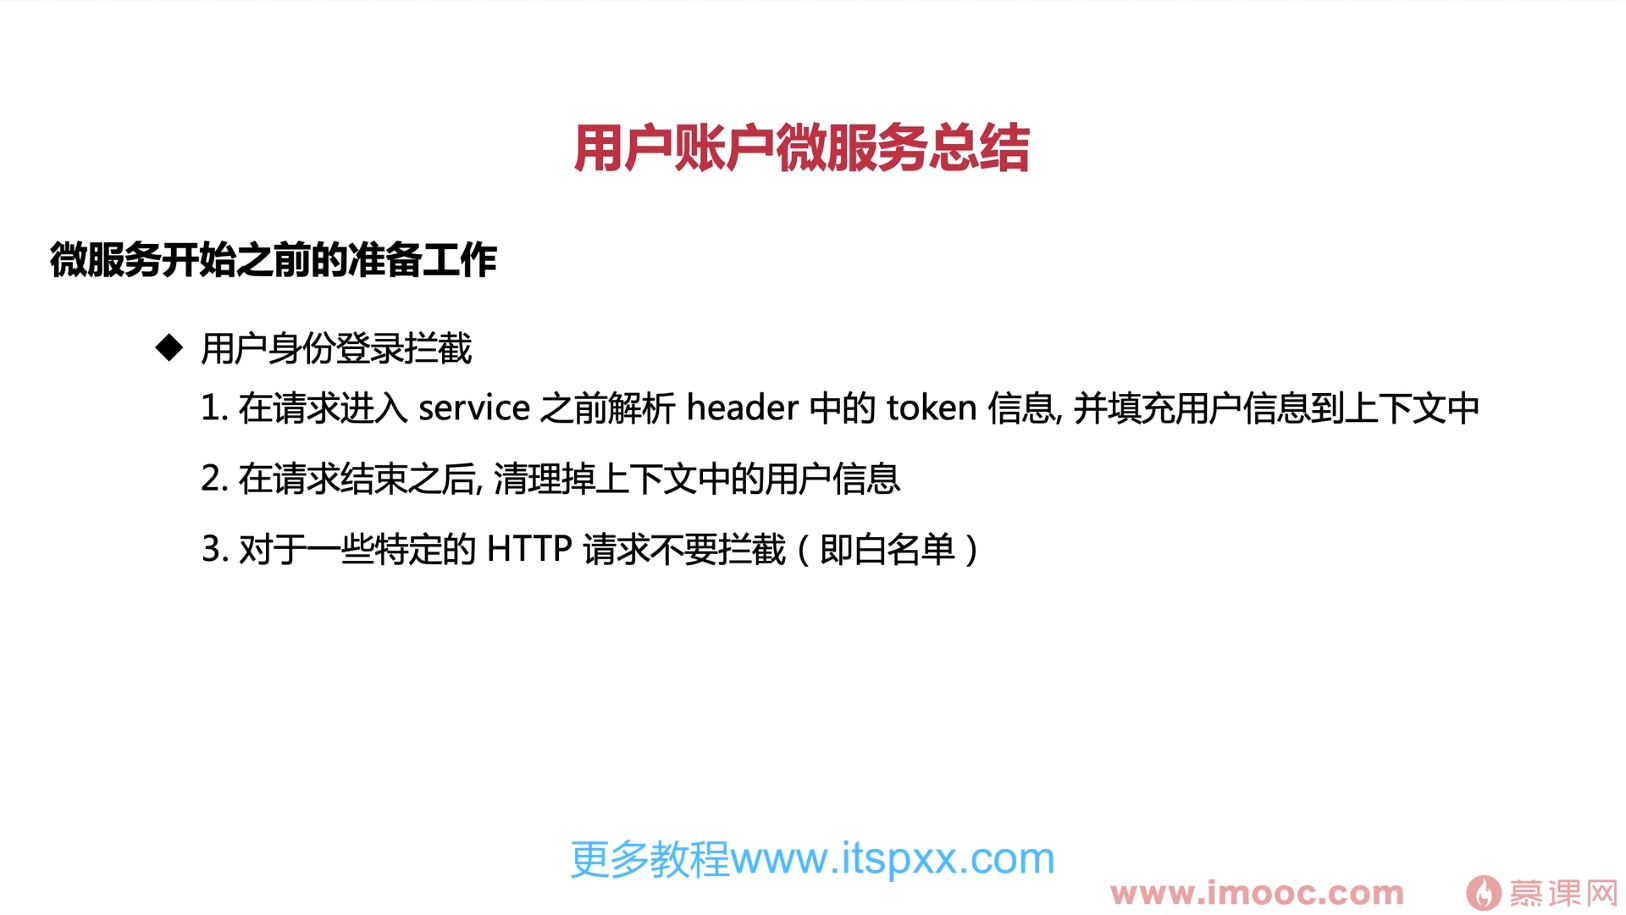 用户账户微服务总结
微服务开始之前的准备工作
◆ 用户身份登录拦截
1. 在请求进入 service 之前解析 header 中的 token 信息, 并填充用户信息到上下文中
2. 在请求结束之后, 清理掉上下文中的用户信息
3. 对于一些特定的 HTTP 请求不要拦截（即白名单）
更多教程www.itspxx.com
www.imooc.com 慕课网